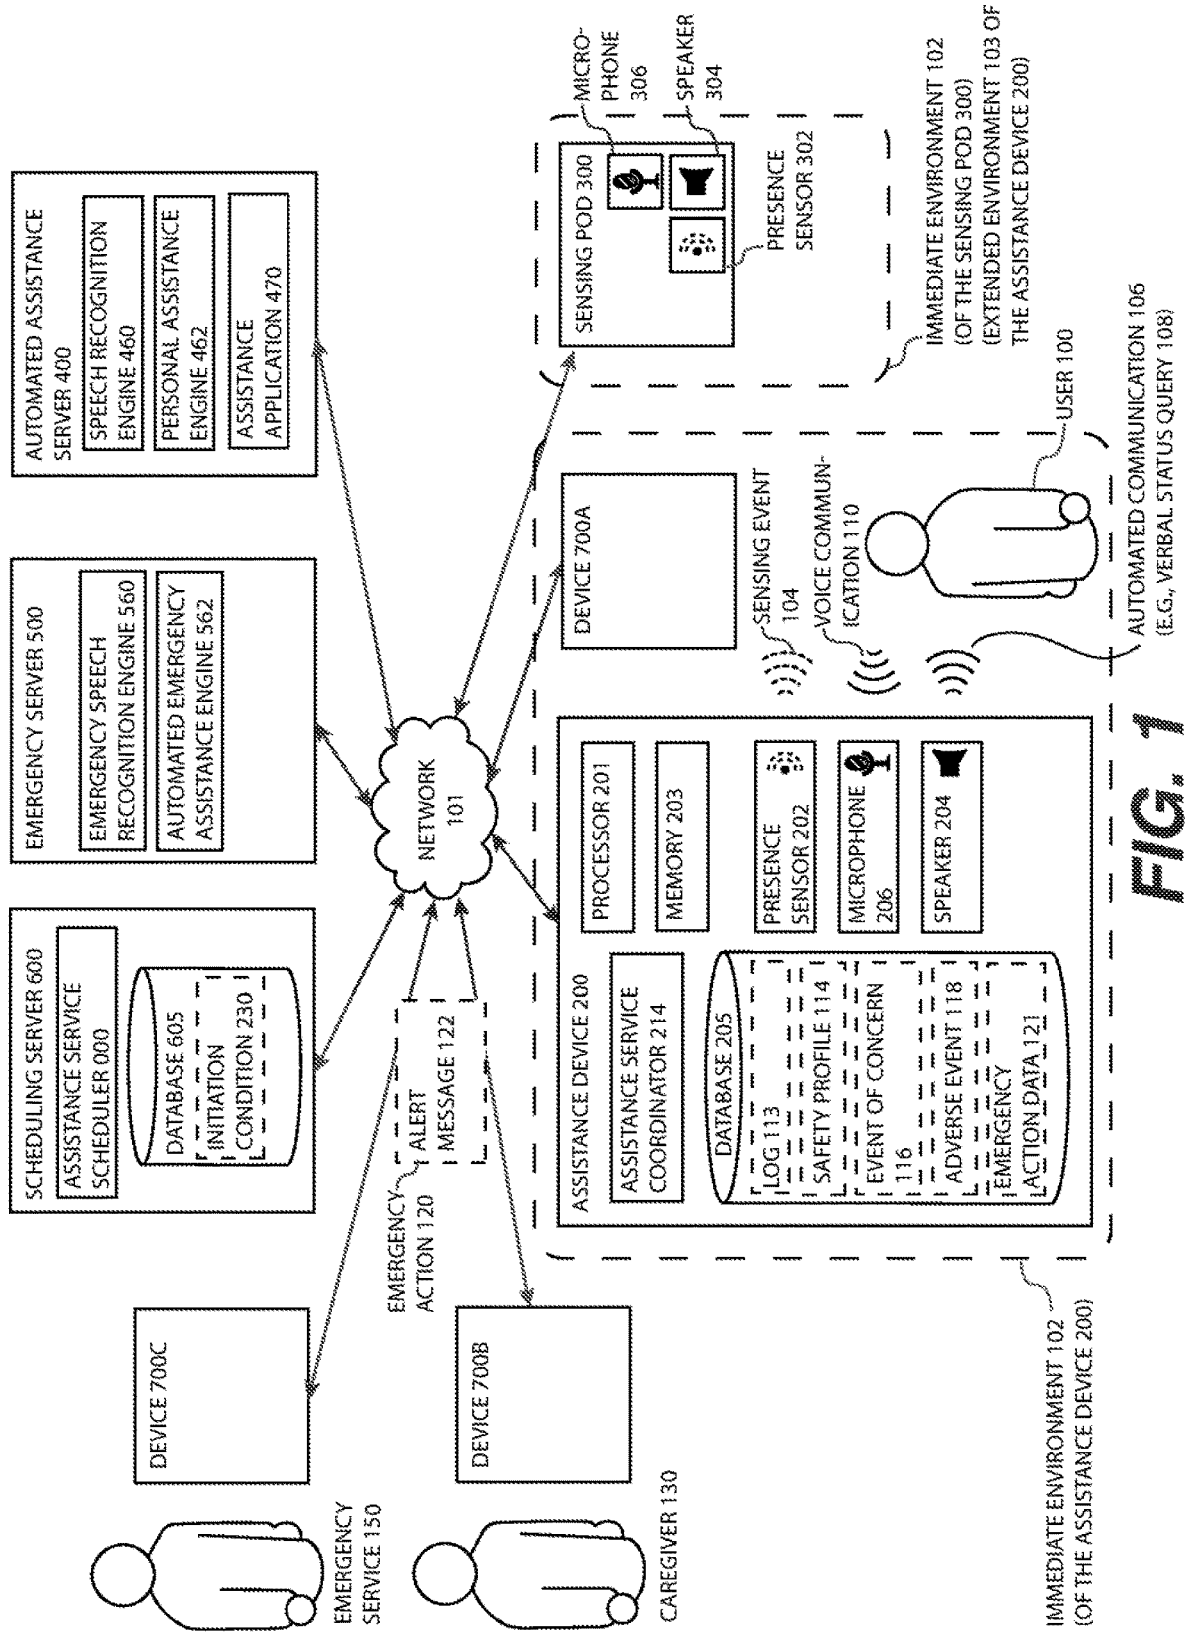 SCHEDULING SERVER 600
ASSISTANCE SERVICE
SCHEDULER 000
DATABASE 605
INITIATION
CONDITION 230
EMERGENCY SERVER 500
EMERGENCY SPEECH
RECOGNITION ENGINE 560
AUTOMATED EMERGENCY
ASSISTANCE ENGINE 562
AUTOMATED ASSISTANCE
SERVER 400
SPEECH RECOGNITION
ENGINE 460
PERSONAL ASSISTANCE
ENGINE 462
ASSISTANCE
APPLICATION 470
DEVICE 700C
EMERGENCY
SERVICE 150
EMERGENCY
ACTION 120
ALERT
MESSAGE 122
NETWORK
101
DEVICE 700B
CAREGIVER 130
ASSISTANCE DEVICE 200
ASSISTANCE SERVICE
COORDINATOR 214
DATABASE 205
LOG 113
SAFETY PROFILE 114
EVENT OF CONCERN
116
ADVERSE EVENT 118
EMERGENCY
ACTION DATA 121
PROCESSOR 201
MEMORY 203
PRESENCE
SENSOR 202
MICROPHONE
206
SPEAKER 204
DEVICE 700A
SENSING EVENT
104
VOICE COMMUN-
ICATION 110
USER 100
AUTOMATED COMMUNICATION 106
(E.G., VERBAL STATUS QUERY 108)
SENSING POD 300
MICRO-
PHONE
306
SPEAKER
304
PRESENCE
SENSOR 302
IMMEDIATE ENVIRONMENT 102
(OF THE SENSING POD 300)
(EXTENDED ENVIRONMENT 103 OF
THE ASSISTANCE DEVICE 200)
IMMEDIATE ENVIRONMENT 102
(OF THE ASSISTANCE DEVICE 200)
FIG. 1